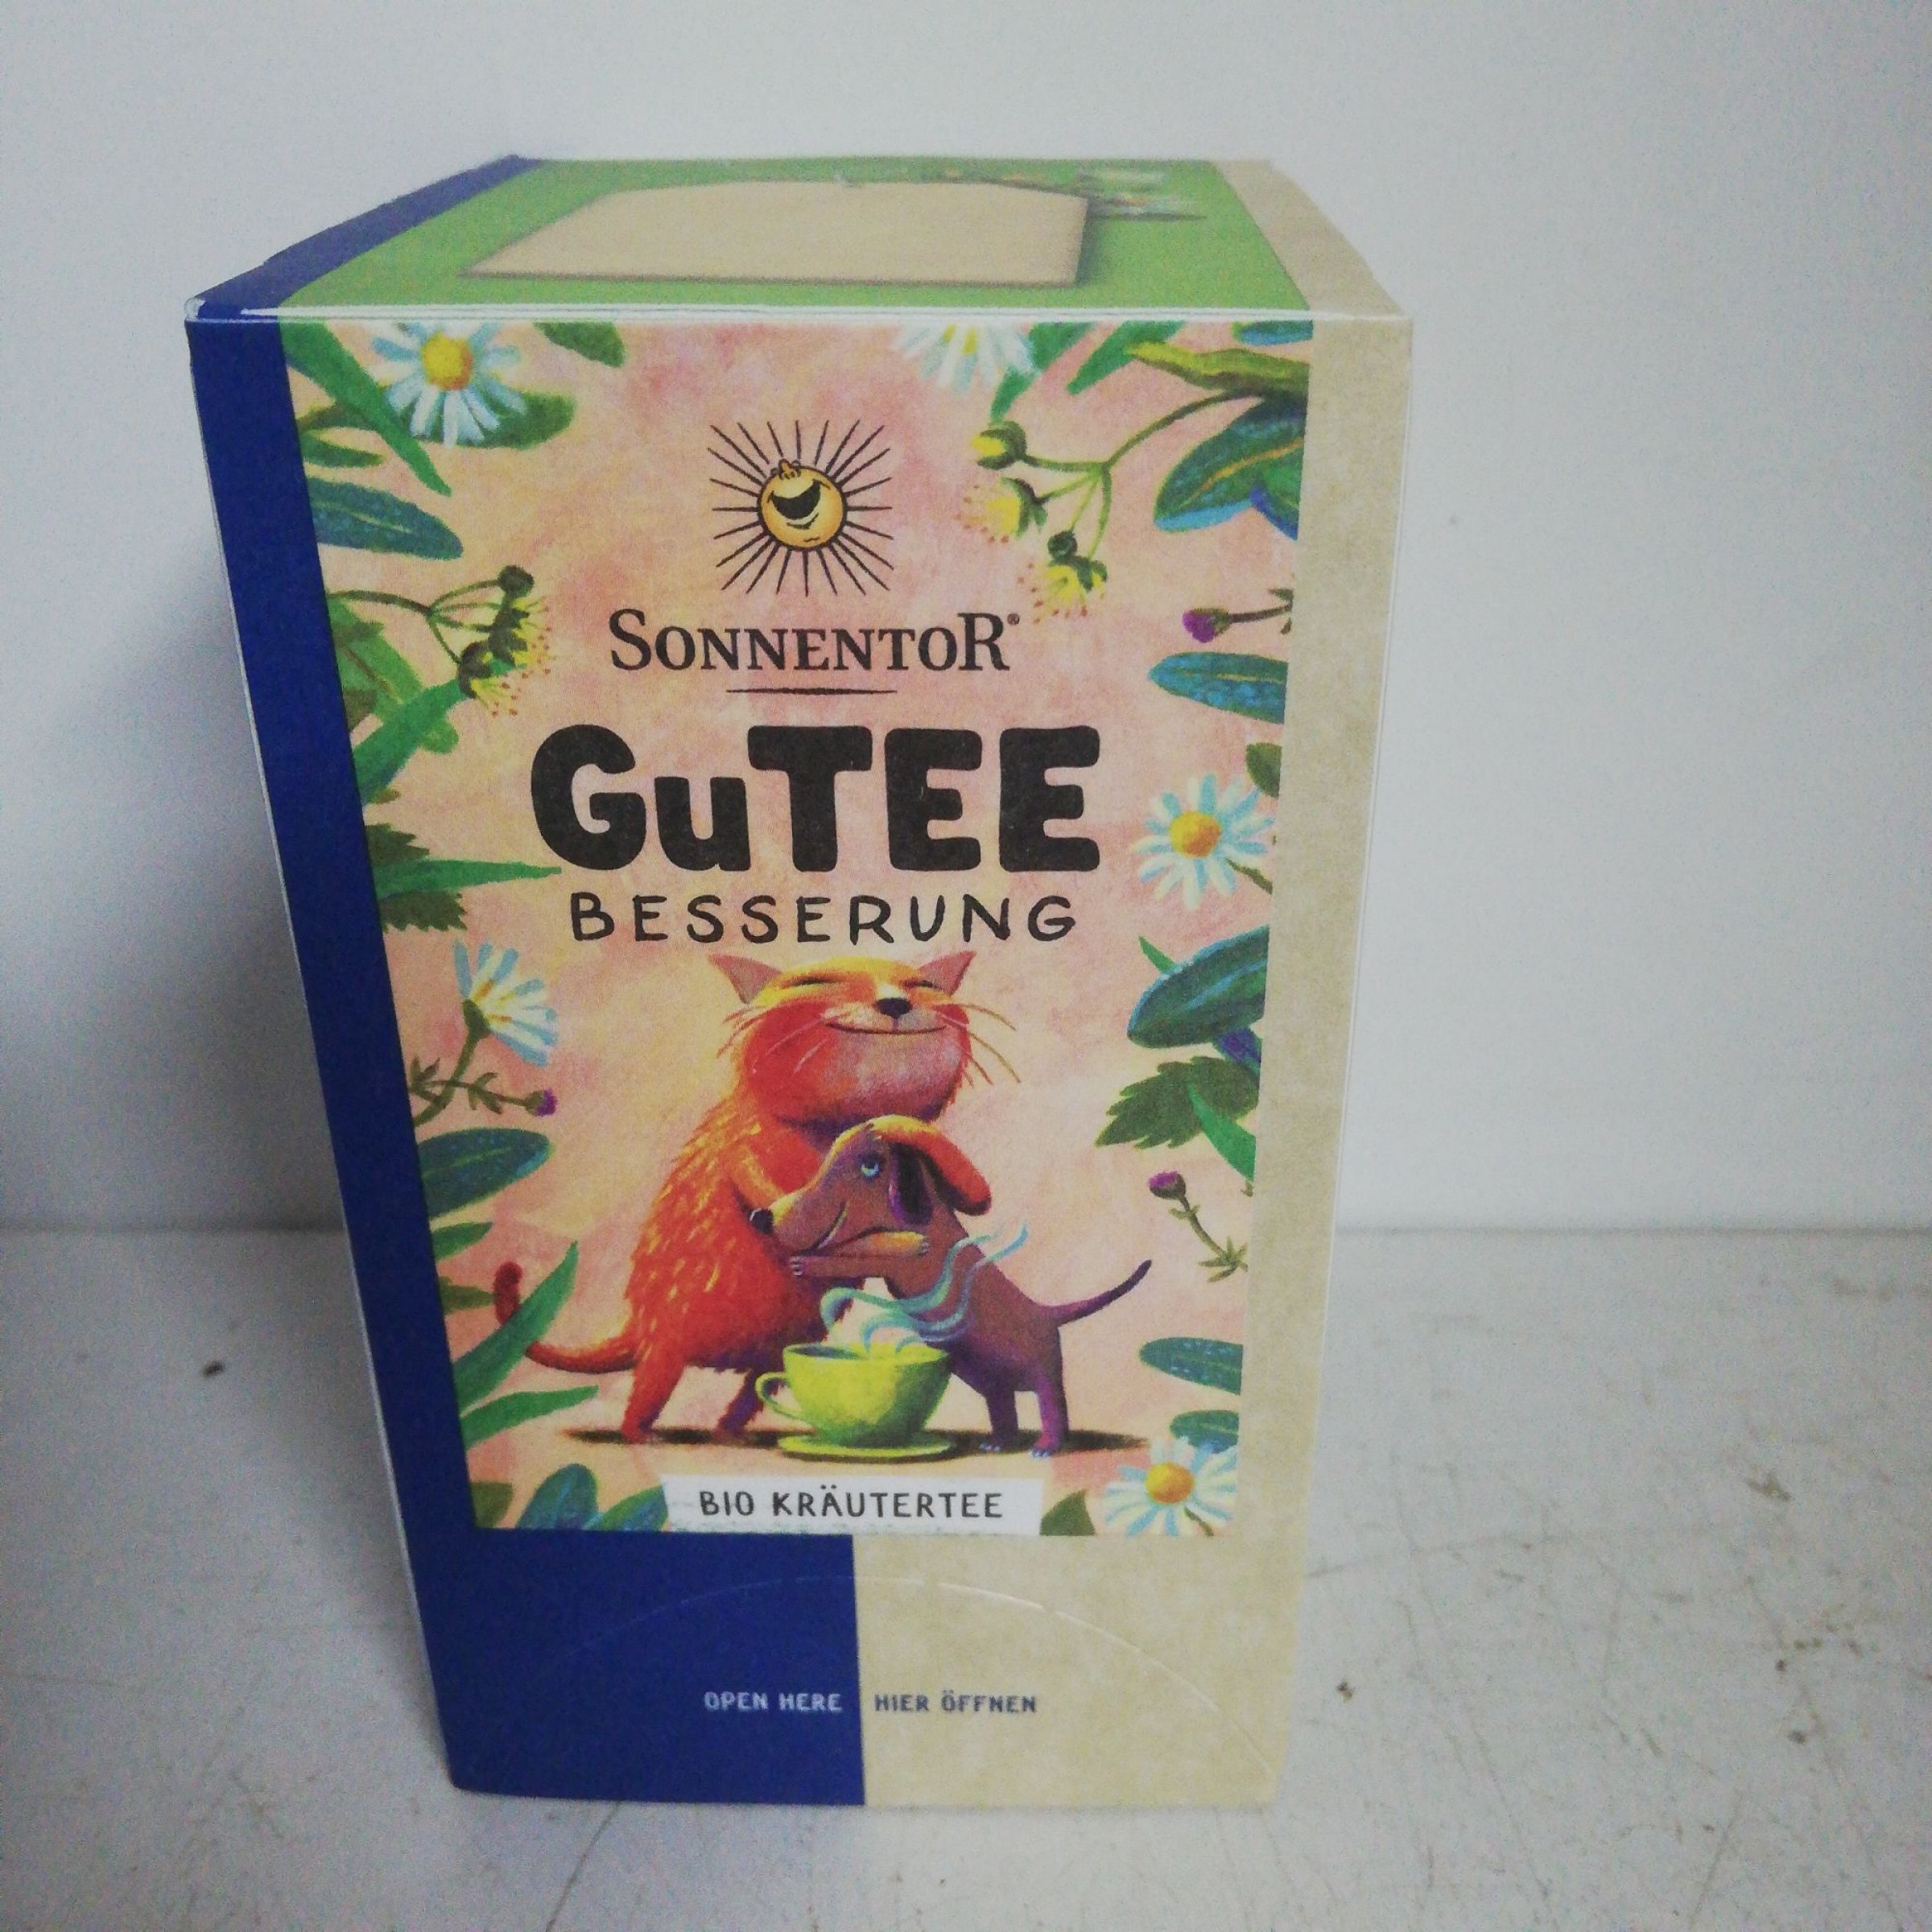 SONNENTOR®
GuTEE
BESSERUNG
BIO KRÄUTERTEE
OPEN HERE HIER ÖFFNEN